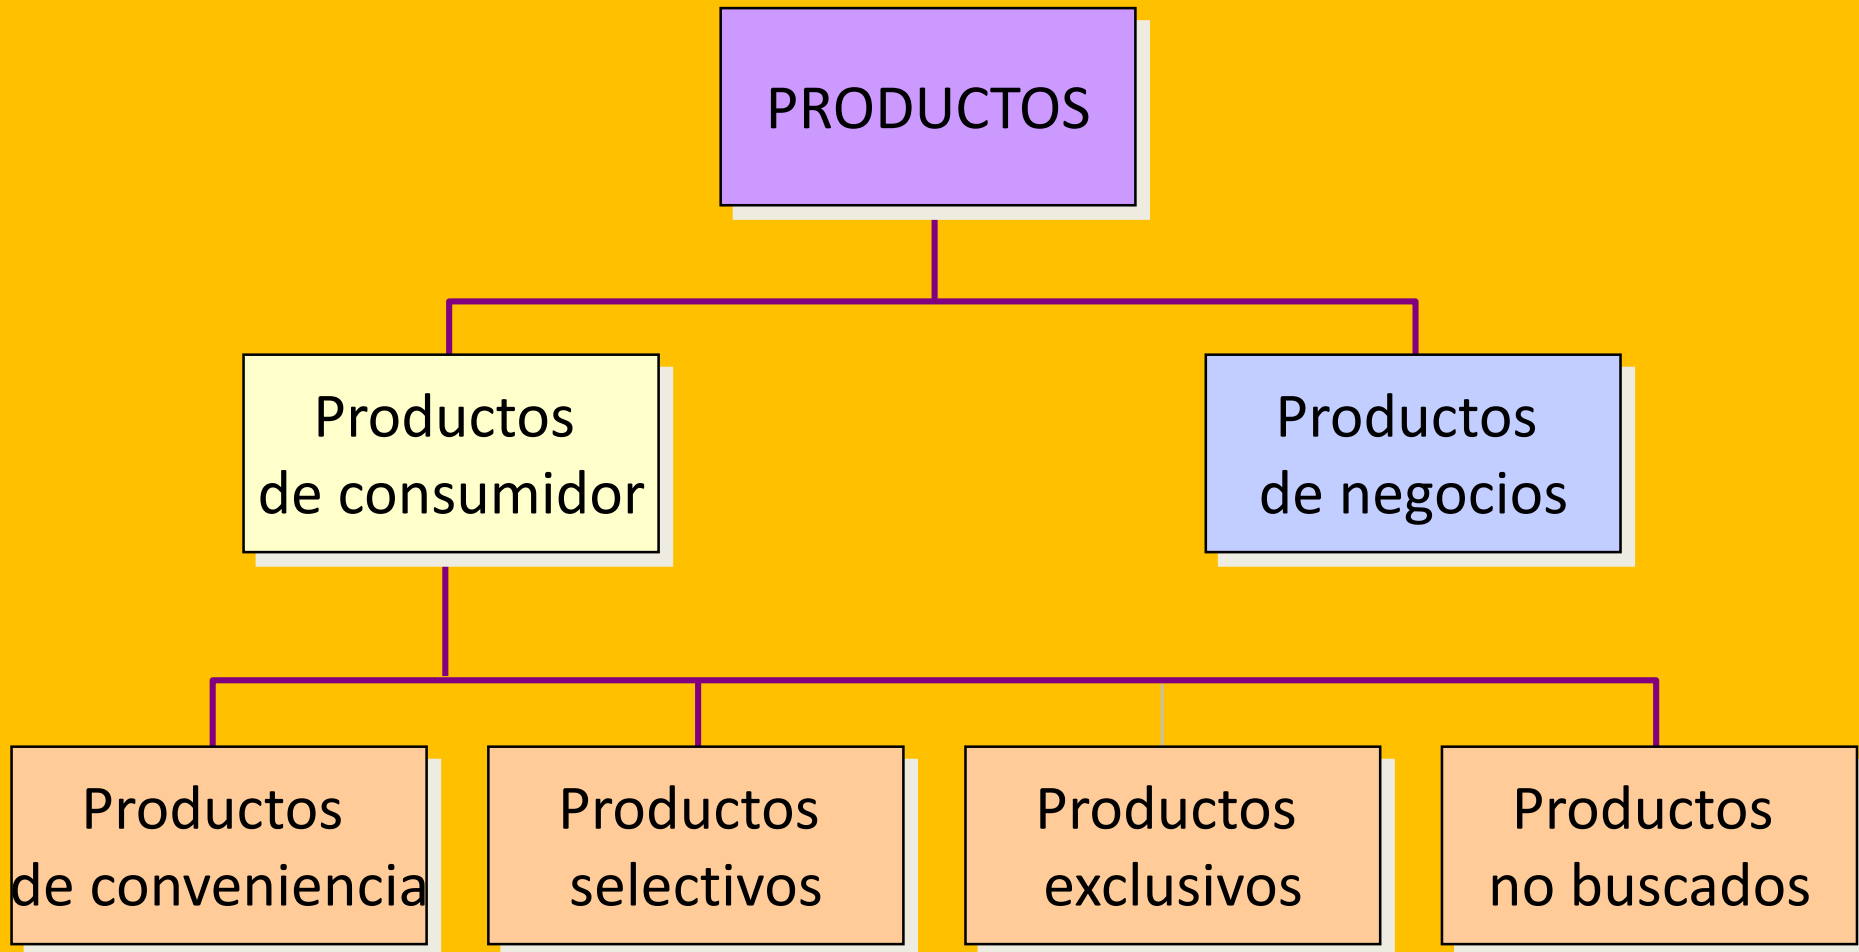 PRODUCTOS
Productos
de consumidor
Productos
de negocios
Productos
de conveniencia
Productos
selectivos
Productos
exclusivos
Productos
no buscados